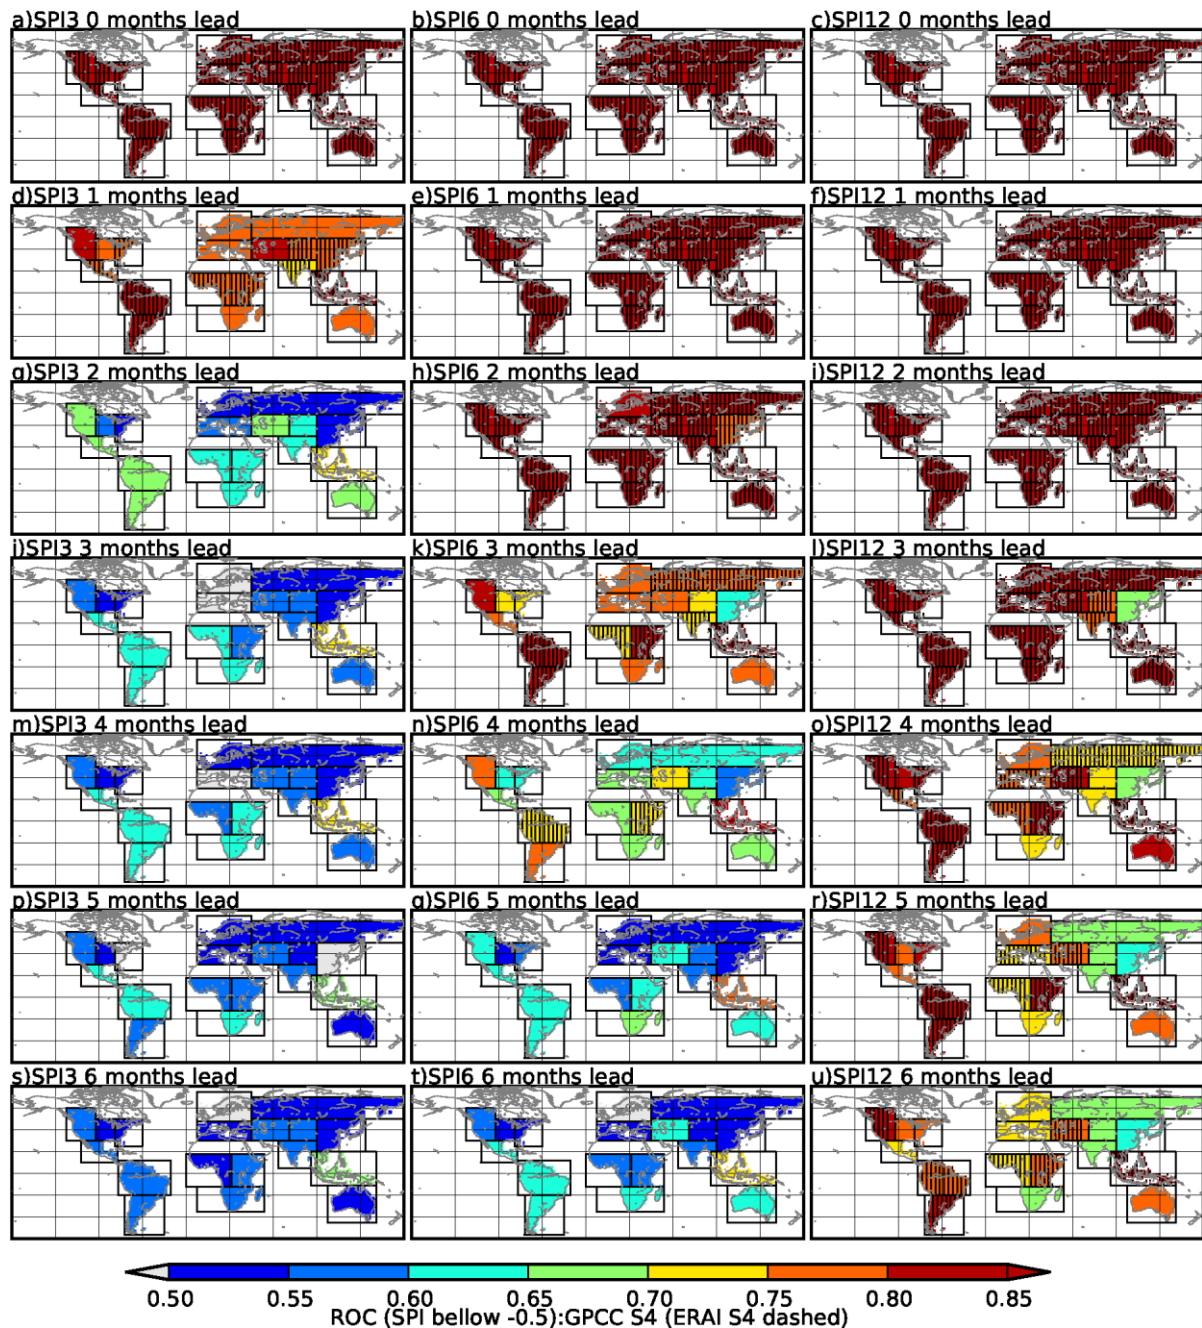 a)SPI3 0 months lead b)SPI6 0 months lead c)SPI12 0 months lead
d)SPI3 1 months lead e)SPI6 1 months lead f)SPI12 1 months lead
g)SPI3 2 months lead h)SPI6 2 months lead i)SPI12 2 months lead
j)SPI3 3 months lead k)SPI6 3 months lead l)SPI12 3 months lead
m)SPI3 4 months lead n)SPI6 4 months lead o)SPI12 4 months lead
p)SPI3 5 months lead q)SPI6 5 months lead r)SPI12 5 months lead
s)SPI3 6 months lead t)SPI6 6 months lead u)SPI12 6 months lead
0.50 0.55 0.60 0.65 0.70 0.75 0.80 0.85
ROC (SPI bellow -0.5):GPCC S4 (ERAI S4 dashed)